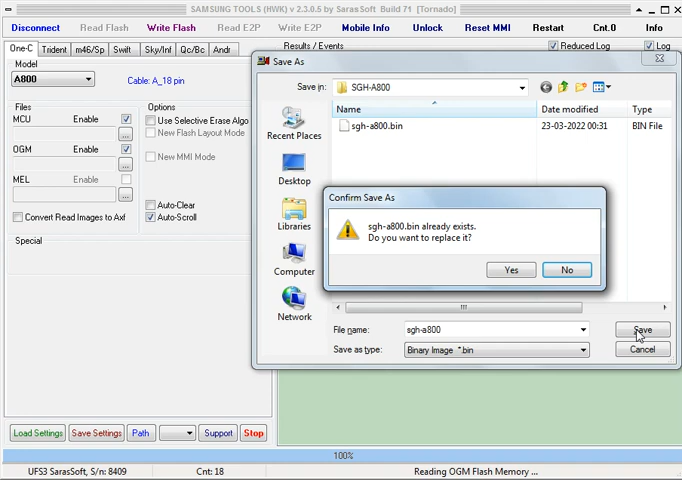 SAMSUNG TOOLS (HWK) v 2.3.0.5 by SarasSoft Build 71 [Tornado]
Disconnect Read Flash Write Flash Read E2P Write E2P Mobile Info Unlock Reset MMI Restart Cnt.0 Info
One-C Trident m46/Sp Swift Sky/Inf Qc/Bc Andr
Results / Events Reduced Log Log
Model
A800
Cable: A_18 pin
Files
MCU Enable
...
OGM Enable
...
MEL Enable
...
Convert Read Images to Axf
Options
Use Selective Erase Algo
New Flash Layout Mode
New MMI Mode
Auto-Clear
Auto-Scroll
Special
Save As
Save in: SGH-A800
Name Date modified Type
sgh-a800.bin 23-03-2022 00:31 BIN File
Recent Places
Desktop
Libraries
Computer
Network
Confirm Save As
sgh-a800.bin already exists.
Do you want to replace it?
Yes No
File name: sgh-a800 Save
Save as type: Binary Image *.bin Cancel
Load Settings Save Settings Path Support Stop
100%
UFS3 SarasSoft, S/n: 8409 Cnt: 18 Reading OGM Flash Memory ...